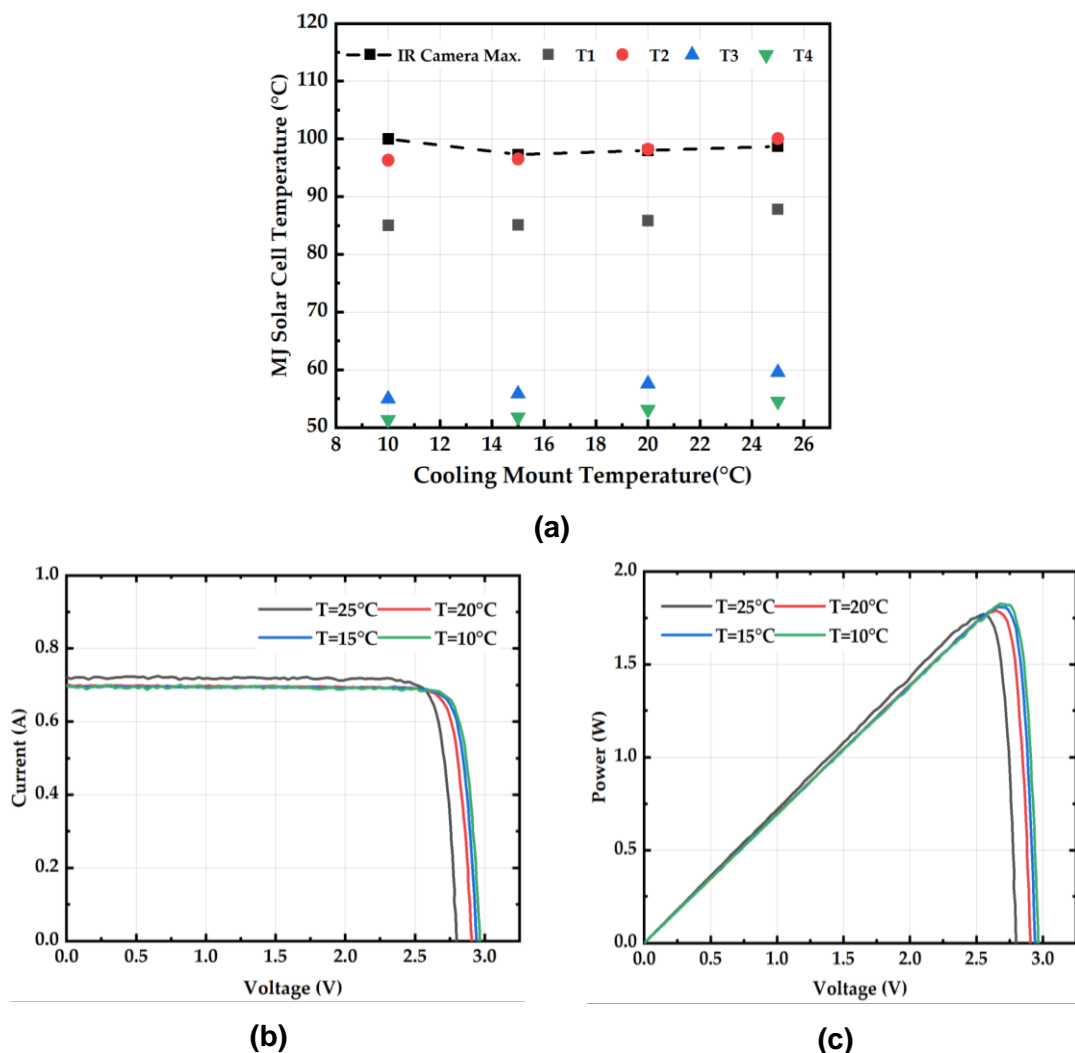 120
110
100
90
80
70
60
50
MJ Solar Cell Temperature (°C)
IR Camera Max. T1 T2 T3 T4
8 10 12 14 16 18 20 22 24 26
Cooling Mount Temperature(°C)
(a)
1.0
0.8
0.6
0.4
0.2
0.0
Current (A)
T=25°C T=20°C
T=15°C T=10°C
0.0 0.5 1.0 1.5 2.0 2.5 3.0
Voltage (V)
(b)
2.0
1.5
1.0
0.5
0.0
Power (W)
T=25°C T=20°C
T=15°C T=10°C
0.0 0.5 1.0 1.5 2.0 2.5 3.0
Voltage (V)
(c)